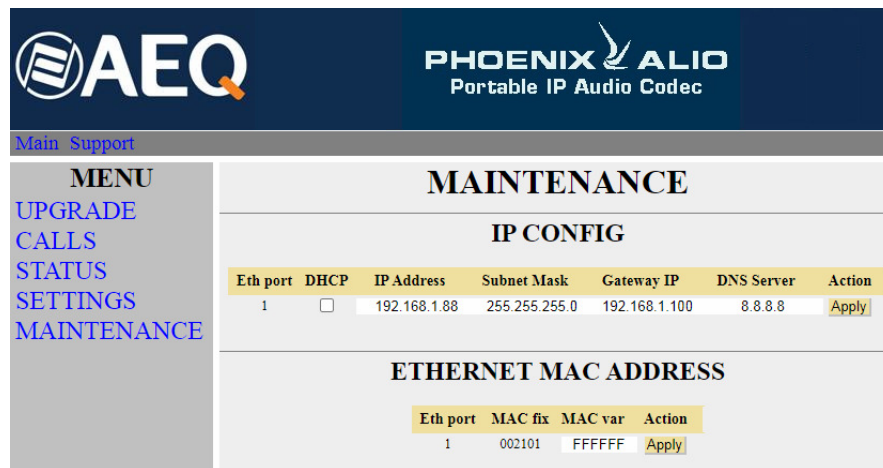 AEQ
PHOENIX ALIO
Portable IP Audio Codec
Main Support
MENU
UPGRADE
CALLS
STATUS
SETTINGS
MAINTENANCE
MAINTENANCE
IP CONFIG
Eth port DHCP IP Address Subnet Mask Gateway IP DNS Server Action
1 192.168.1.88 255.255.255.0 192.168.1.100 8.8.8.8 Apply
ETHERNET MAC ADDRESS
Eth port MAC fix MAC var Action
1 002101 FFFFFF Apply